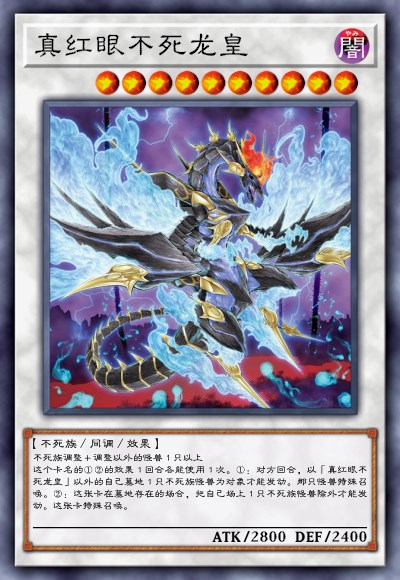 真红眼不死龙皇
やみ
闇
【不死族／同调／效果】
不死族调整＋调整以外的怪兽１只以上
这个卡名的①②的效果１回合各能使用１次。①：对方回合，以「真红眼不
死龙皇」以外的自己墓地１只不死族怪兽为对象才能发动。那只怪兽特殊召
唤。②：这张卡在墓地存在的场合，把自己场上１只不死族怪兽除外才能发
动。这张卡特殊召唤。
ATK/2800 DEF/2400